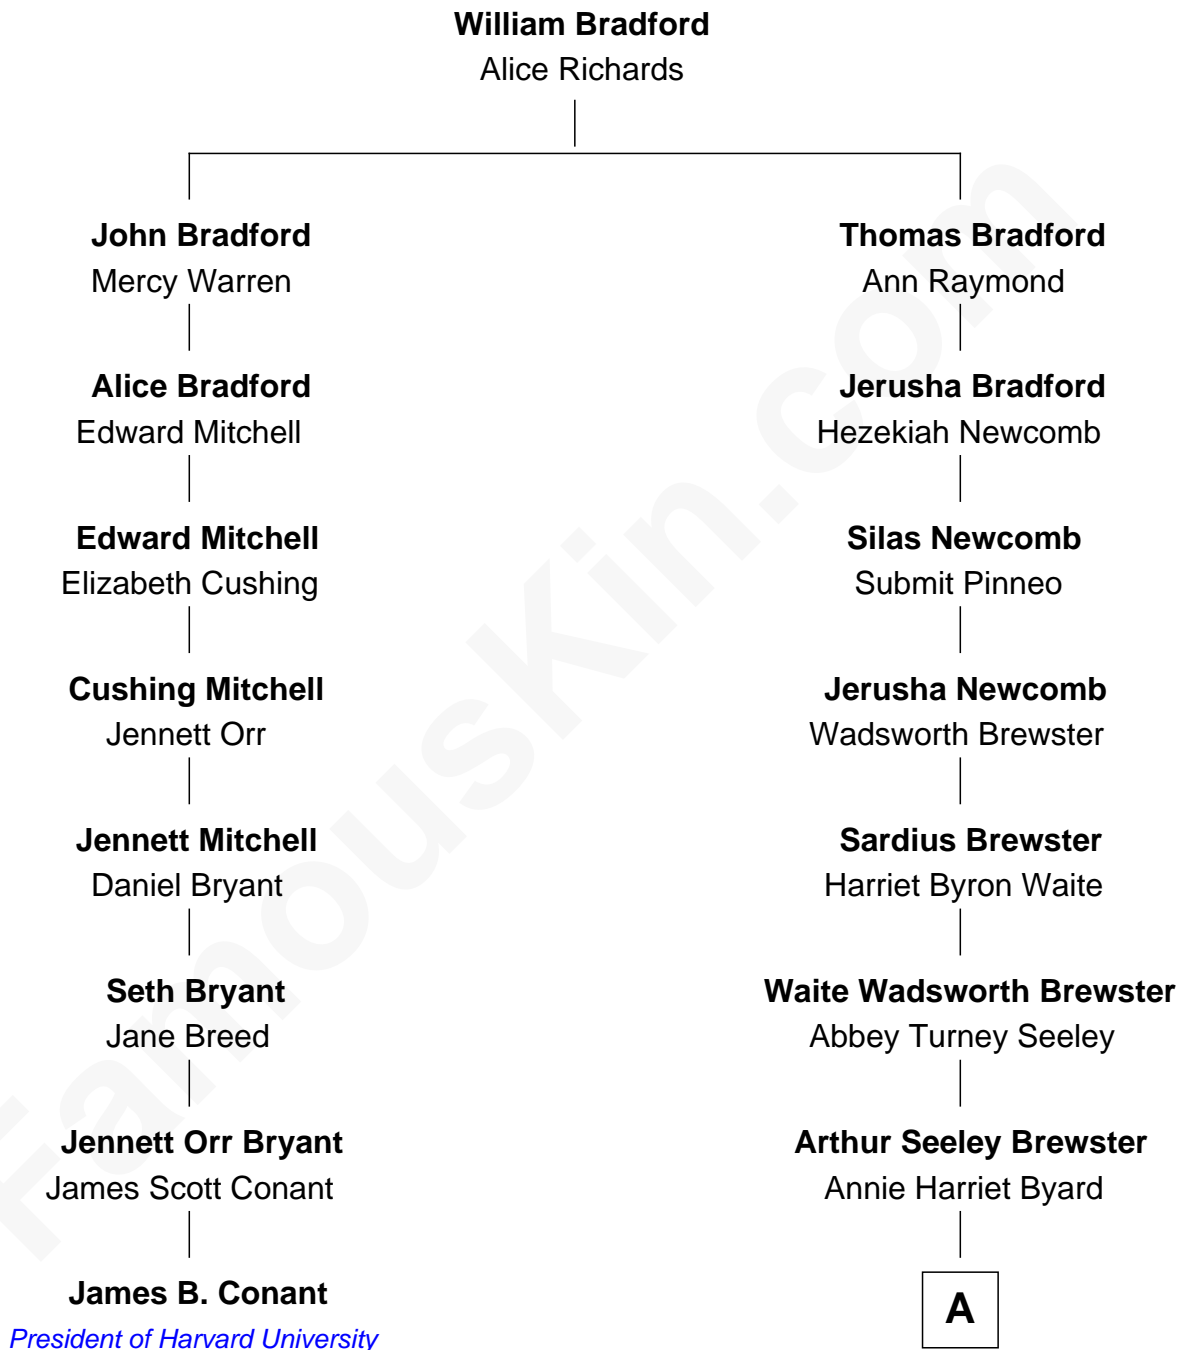 William Bradford
Alice Richards
John Bradford
Mercy Warren
Thomas Bradford
Ann Raymond
Alice Bradford
Edward Mitchell
Jerusha Bradford
Hezekiah Newcomb
Edward Mitchell
Elizabeth Cushing
Silas Newcomb
Submit Pinneo
Cushing Mitchell
Jennett Orr
Jerusha Newcomb
Wadsworth Brewster
Jennett Mitchell
Daniel Bryant
Sardius Brewster
Harriet Byron Waite
Seth Bryant
Jane Breed
Waite Wadsworth Brewster
Abbey Turney Seeley
Jennett Orr Bryant
James Scott Conant
Arthur Seeley Brewster
Annie Harriet Byard
James B. Conant
President of Harvard University
A
FamousKin.com